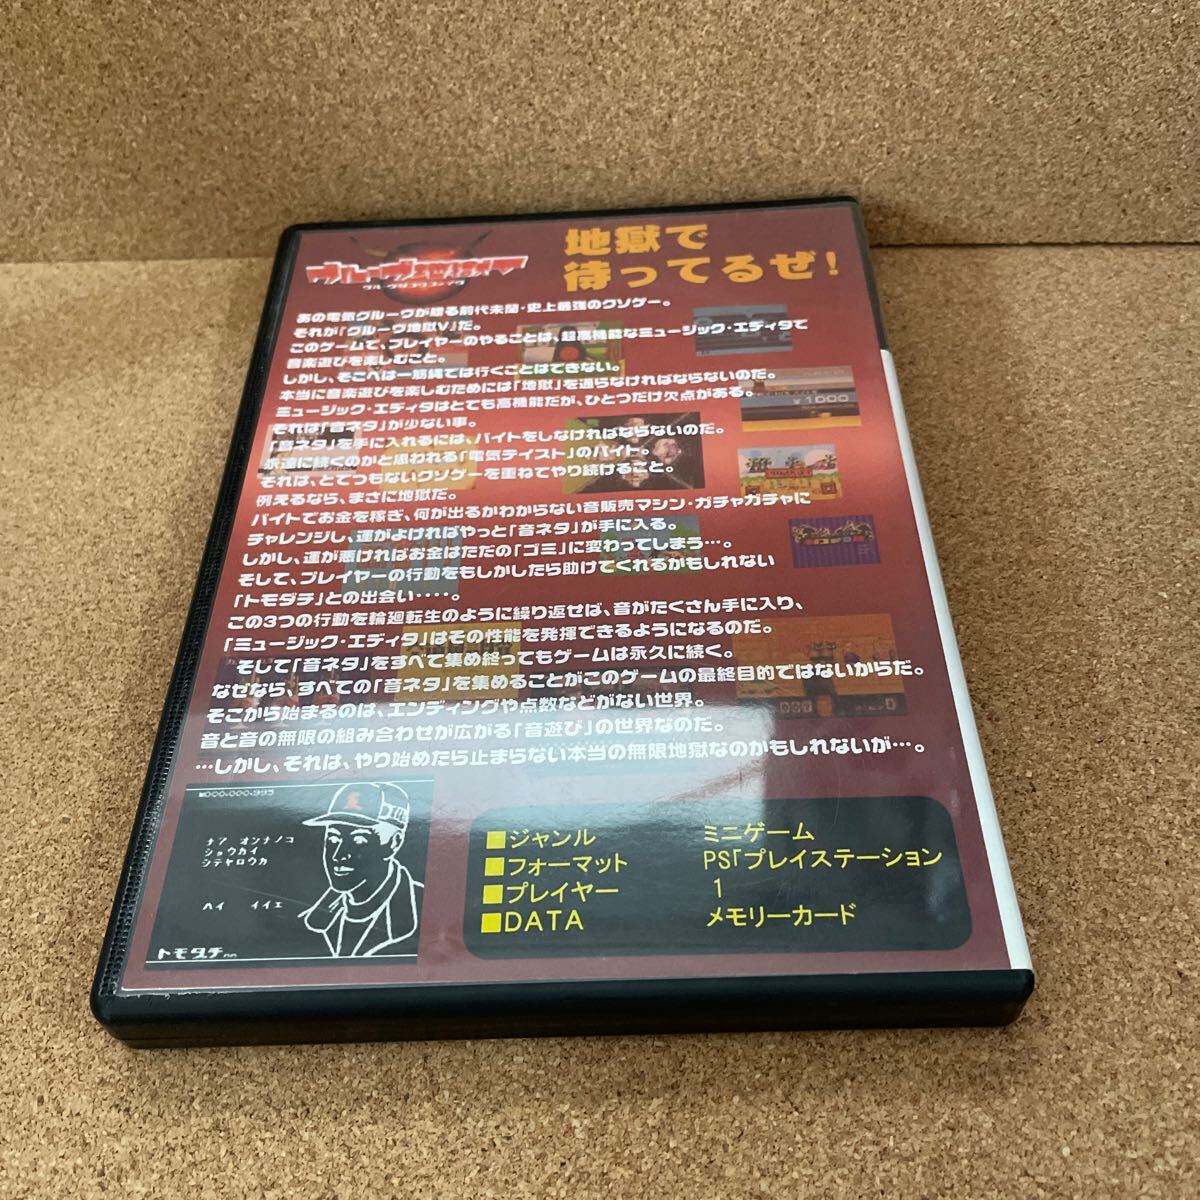 グルーヴ地獄V
グルーヴジゴクファイヴ
地獄で
待ってるぜ!
あの電気グルーヴが贈る前代未聞・史上最強のクソゲー。
それが「グルーヴ地獄V」だ。
このゲームで、プレイヤーのやることは、超高機能なミュージック・エディタで
音楽遊びを楽しむこと。
しかし、そこへは一筋縄では行くことはできない。
本当に音楽遊びを楽しむためには「地獄」を通らなければならないのだ。
ミュージック・エディタはとても高機能だが、ひとつだけ欠点がある。
それは「音ネタ」が少ない事。
「音ネタ」を手に入れるには、バイトをしなければならないのだ。
永遠に続くのかと思われる「電気テイスト」のバイト。
それは、とてつもないクソゲーを重ねてやり続けること。
例えるなら、まさに地獄だ。
バイトでお金を稼ぎ、何が出るかわからない音販売マシン・ガチャガチャに
チャレンジし、運がよければやっと「音ネタ」が手に入る。
しかし、運が悪ければお金はただの「ゴミ」に変わってしまう…。
そして、プレイヤーの行動をもしかしたら助けてくれるかもしれない
「トモダチ」との出会い‥‥。
この3つの行動を輪廻転生のように繰り返せば、音がたくさん手に入り、
「ミュージック・エディタ」はその性能を発揮できるようになるのだ。
そして「音ネタ」をすべて集め終ってもゲームは永久に続く。
なぜなら、すべての「音ネタ」を集めることがこのゲームの最終目的ではないからだ。
そこから始まるのは、エンディングや点数などがない世界。
音と音の無限の組み合わせが広がる「音遊び」の世界なのだ。
…しかし、それは、やり始めたら止まらない本当の無限地獄なのかもしれないが…。
¥1000
¥000,000,995
ナア オンナノコ
ショウカイ
シテヤロウカ
ハイ イイエ
トモダチ
■ジャンル ミニゲーム
■フォーマット PS「プレイステーション
■プレイヤー 1
■DATA メモリーカード